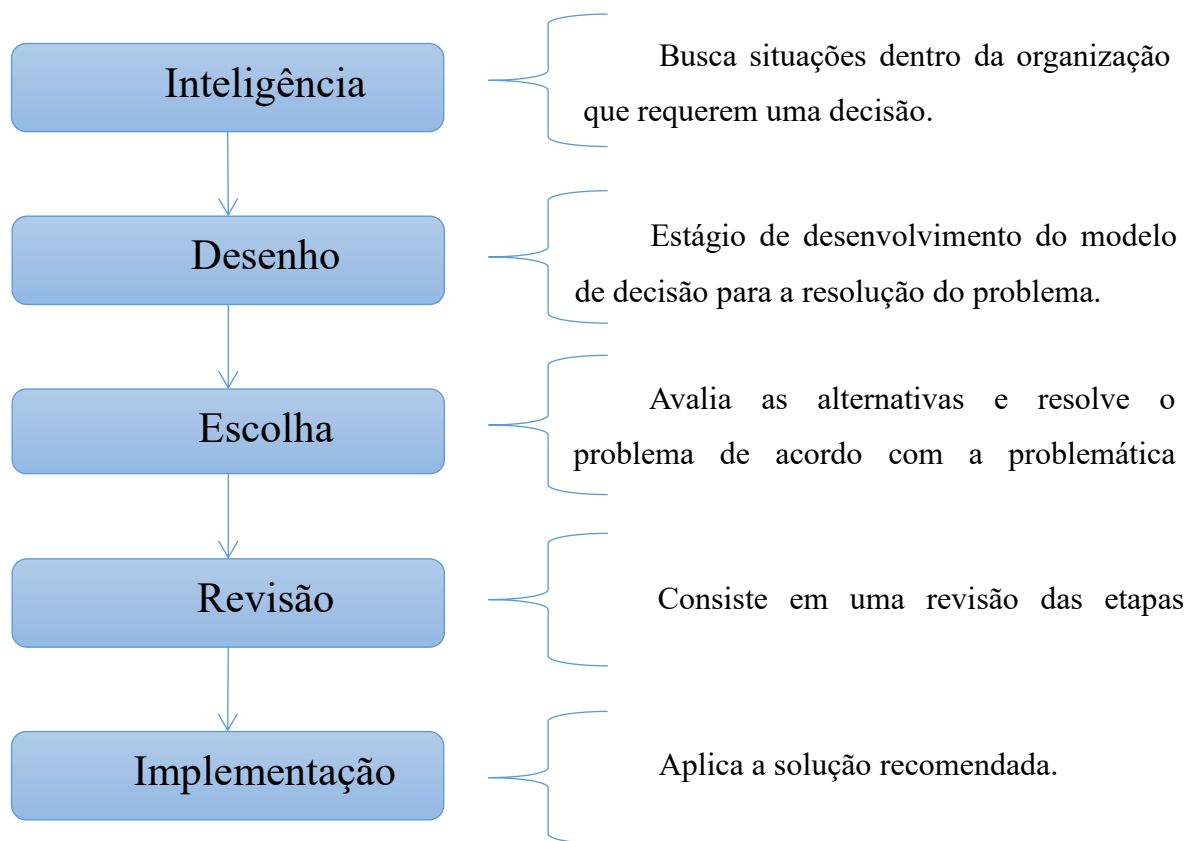 Inteligência
Busca situações dentro da organização
que requerem uma decisão.
Desenho
Estágio de desenvolvimento do modelo
de decisão para a resolução do problema.
Escolha
Avalia as alternativas e resolve o
problema de acordo com a problemática
Revisão
Consiste em uma revisão das etapas
Implementação
Aplica a solução recomendada.